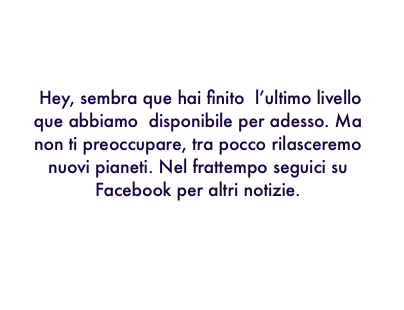 Hey, sembra que hai finito  l'ultimo livello
que abbiamo  disponibile per adesso. Ma
non ti preoccupare, tra pocco rilasceremo
nuovi pianeti. Nel frattempo seguici su
Facebook per altri notizie.